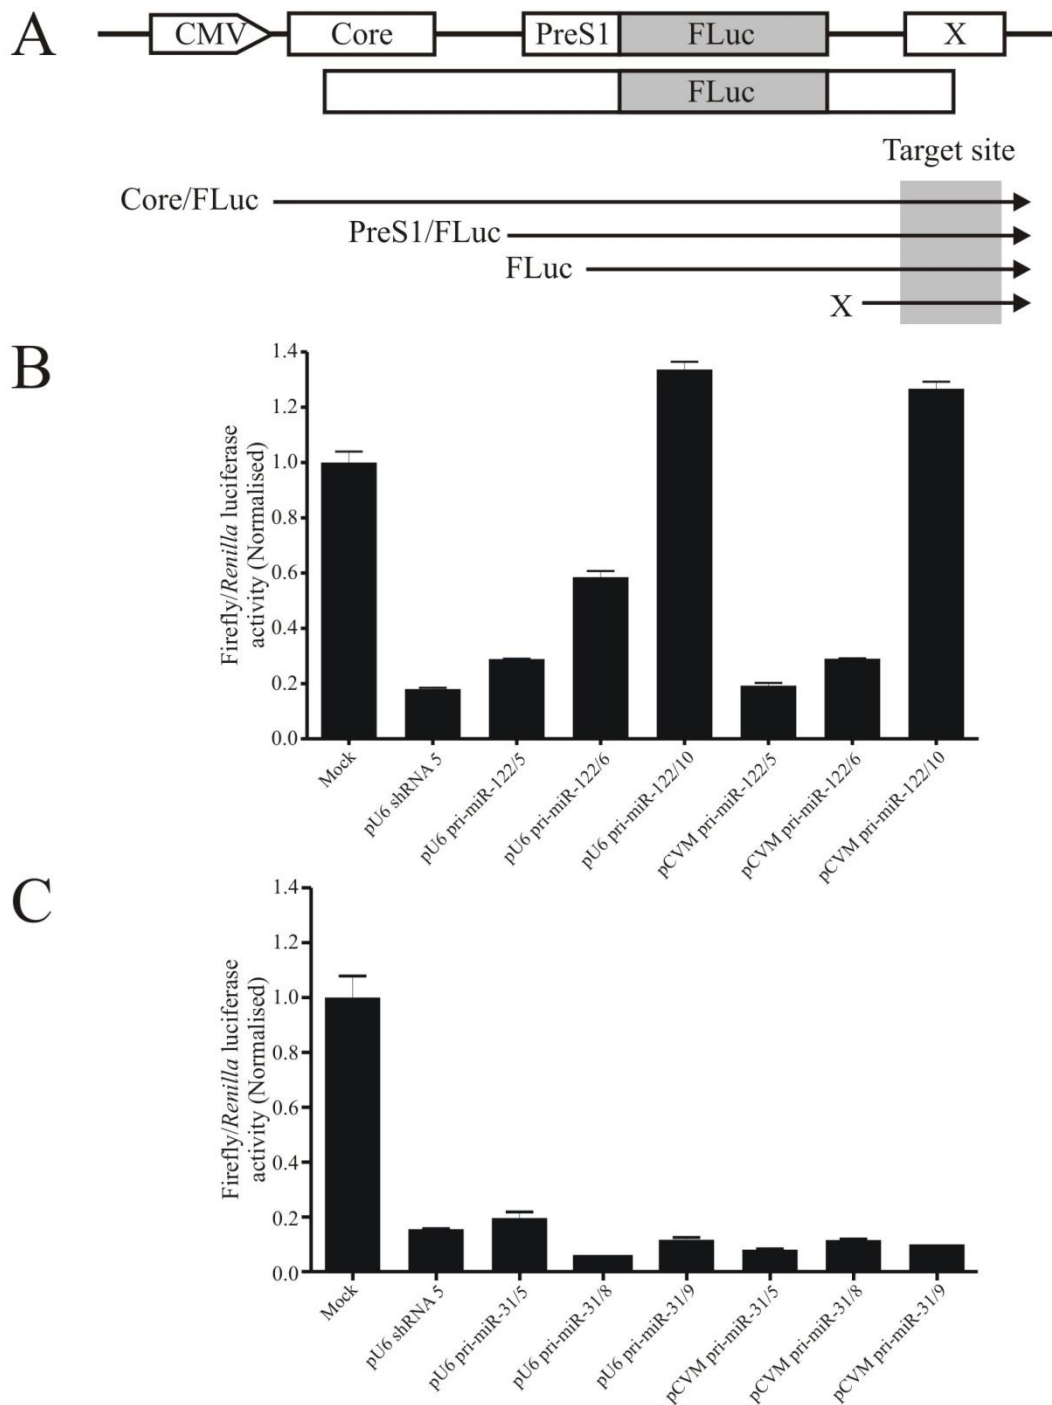 A
CMV Core PreS1 FLuc X
FLuc
Target site
Core/FLuc
PreS1/FLuc
FLuc
X
B
Firefly/Renilla luciferase
activity (Normalised)
1.4
1.2
1.0
0.8
0.6
0.4
0.2
0.0
Mock
pU6 shRNA 5
pU6 pri-miR-122/5
pU6 pri-miR-122/6
pU6 pri-miR-122/10
pCVM pri-miR-122/5
pCVM pri-miR-122/6
pCVM pri-miR-122/10
C
Firefly/Renilla luciferase
activity (Normalised)
1.4
1.2
1.0
0.8
0.6
0.4
0.2
0.0
Mock
pU6 shRNA 5
pU6 pri-miR-31/5
pU6 pri-miR-31/8
pU6 pri-miR-31/9
pCVM pri-miR-31/5
pCVM pri-miR-31/8
pCVM pri-miR-31/9